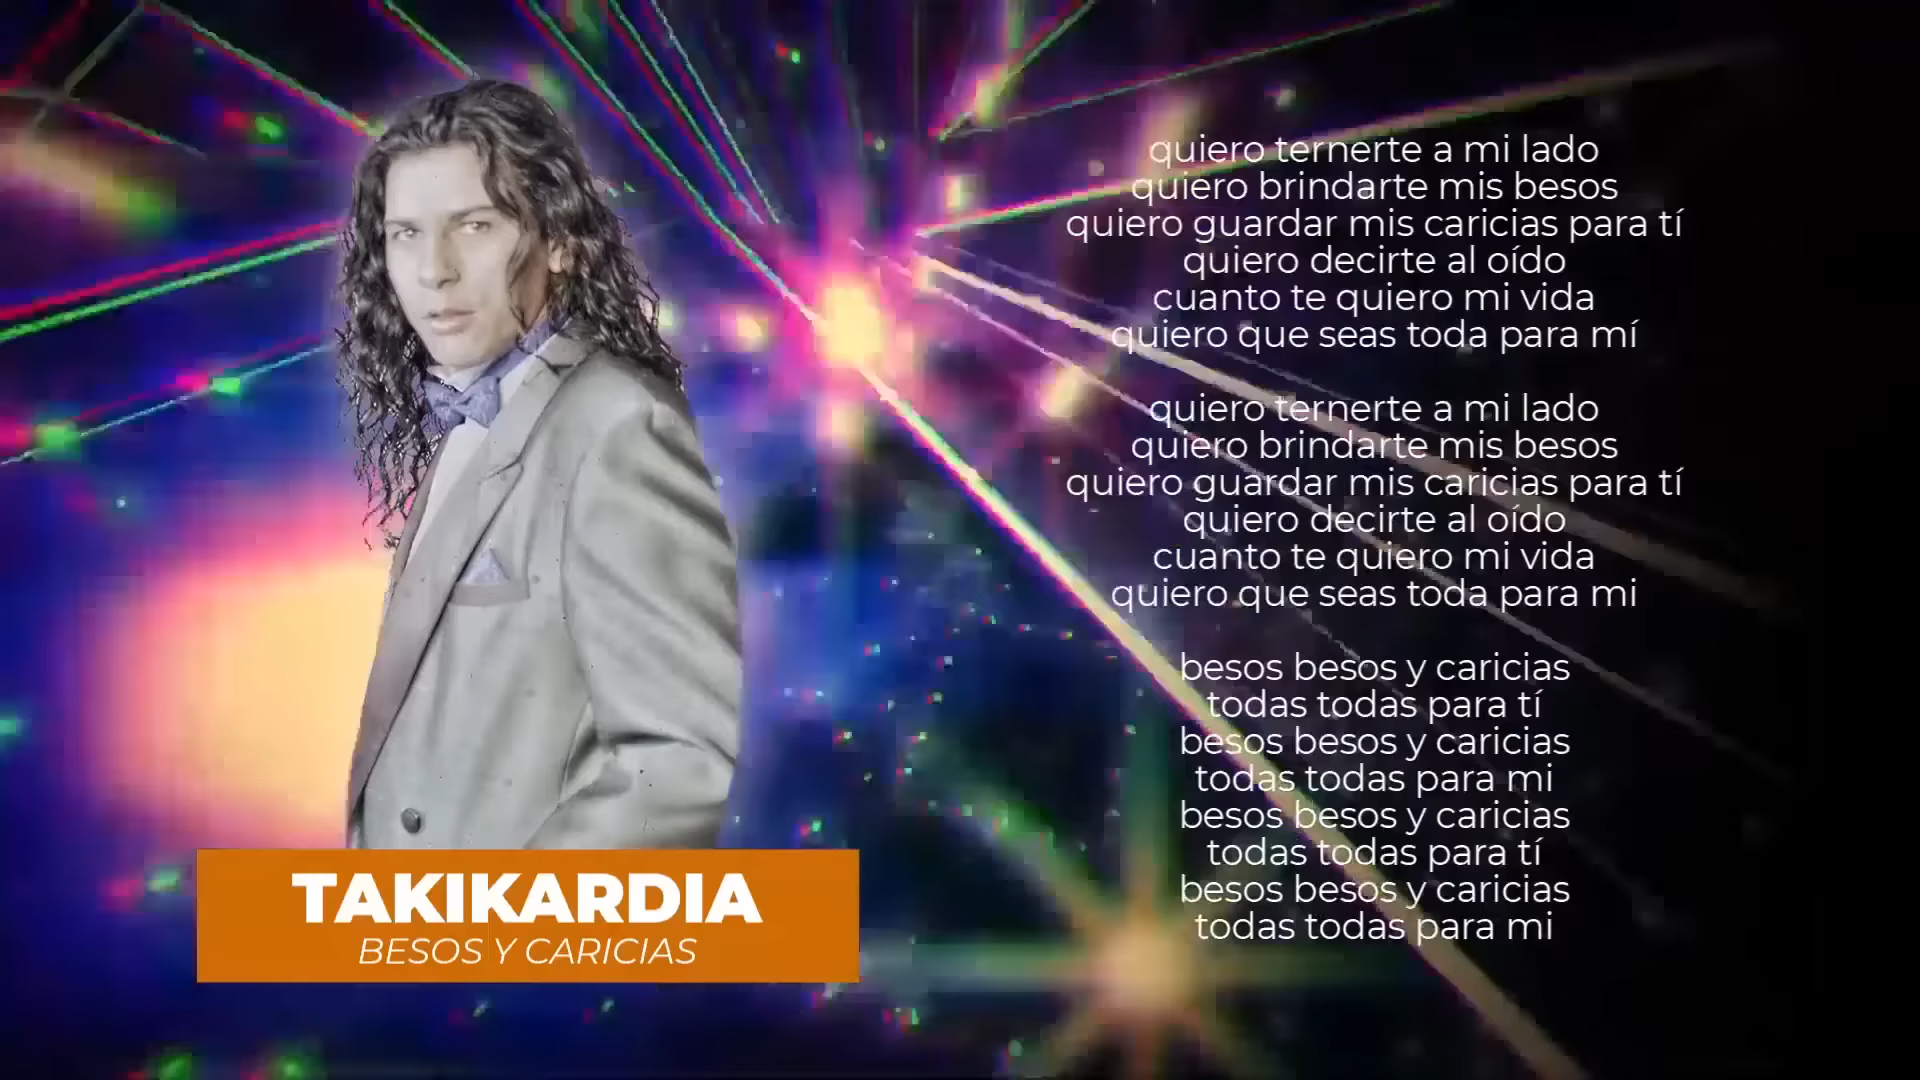 quiero ternerte a mi lado
quiero brindarte mis besos
quiero guardar mis caricias para tí
quiero decirte al oído
cuanto te quiero mi vida
quiero que seas toda para mí
quiero ternerte a mi lado
quiero brindarte mis besos
quiero guardar mis caricias para tí
quiero decirte al oído
cuanto te quiero mi vida
quiero que seas toda para mi
besos besos y caricias
todas todas para tí
besos besos y caricias
todas todas para mi
besos besos y caricias
todas todas para tí
besos besos y caricias
todas todas para mi
TAKIKARDIA
BESOS Y CARICIAS